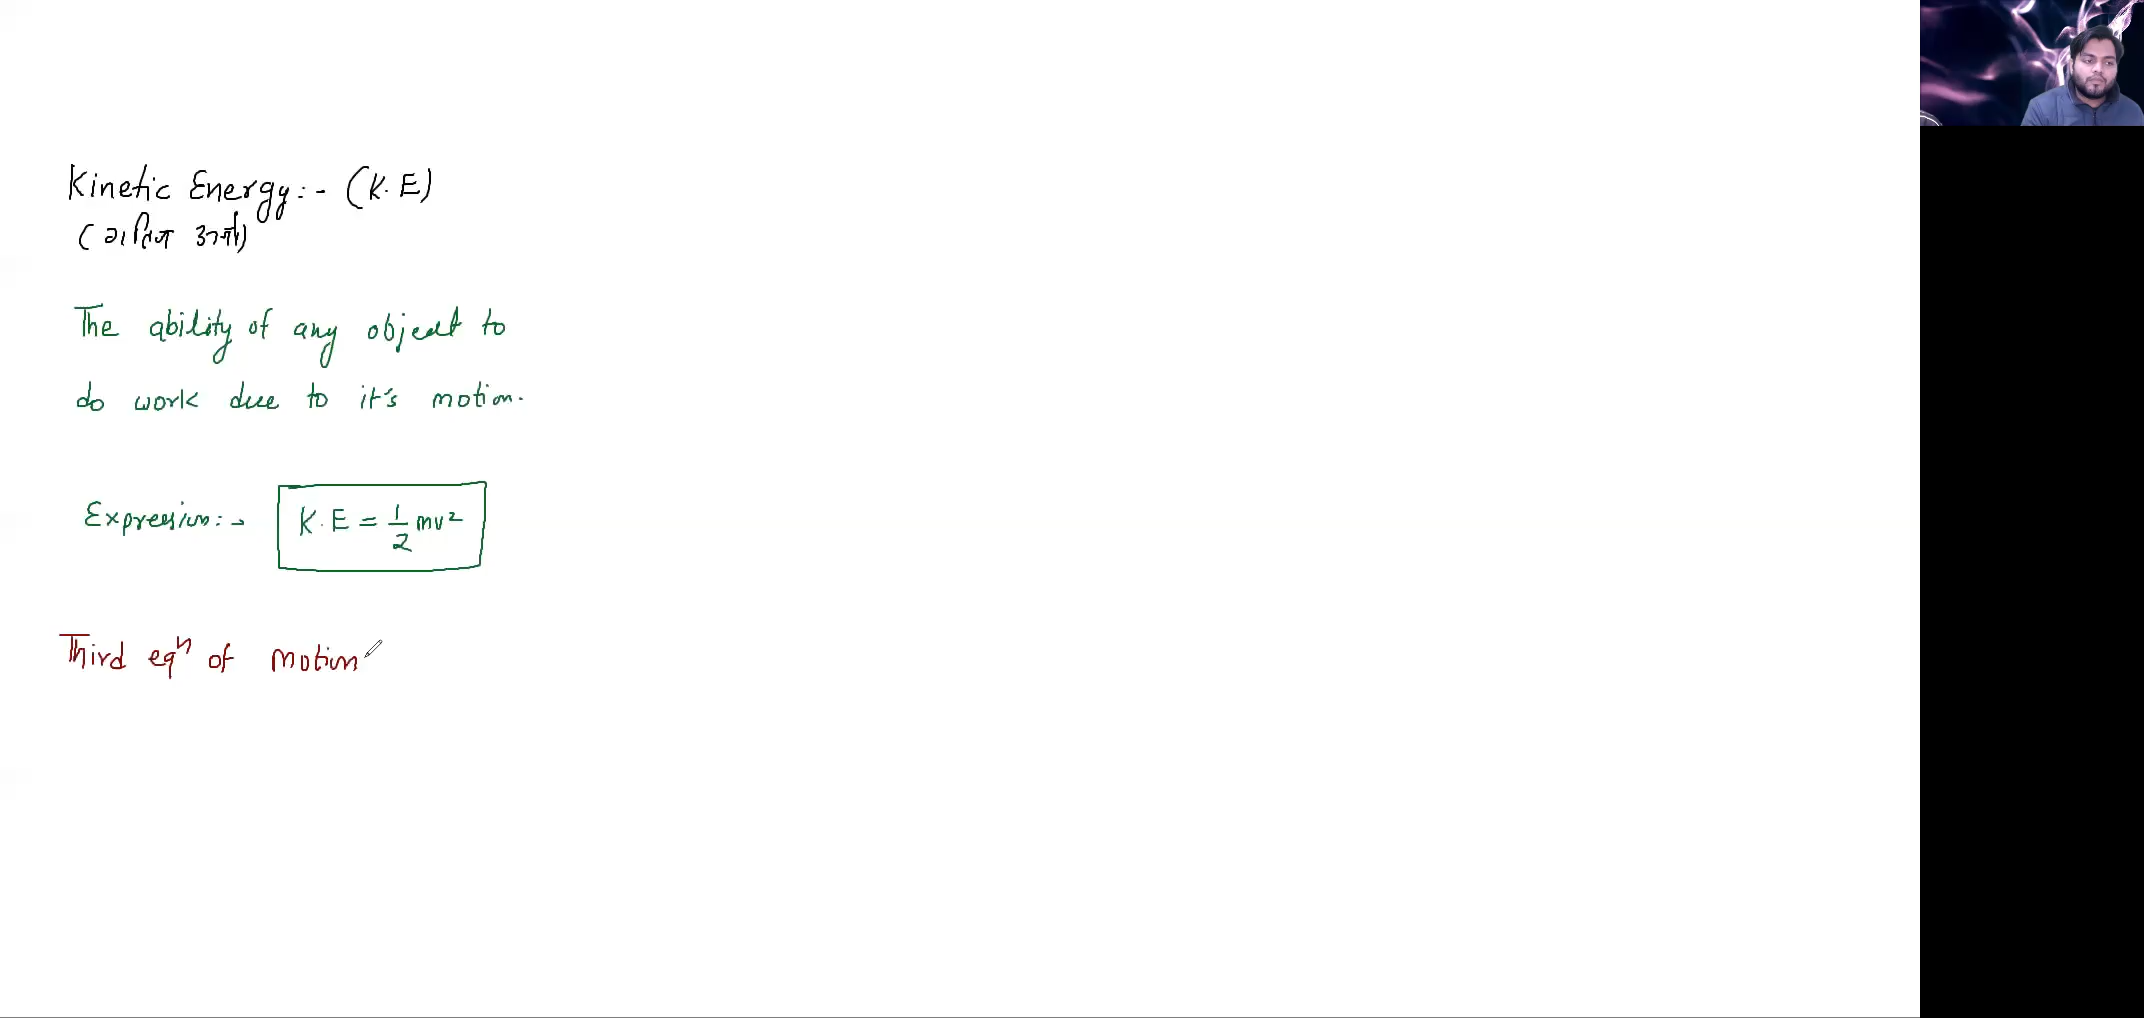 Kinetic Energy:- (K.E)
(गतिज ऊर्जा)
The ability of any object to
do work due to it's motion.
Expression:→ K.E = 1/2 mv²
Third eqⁿ of motion